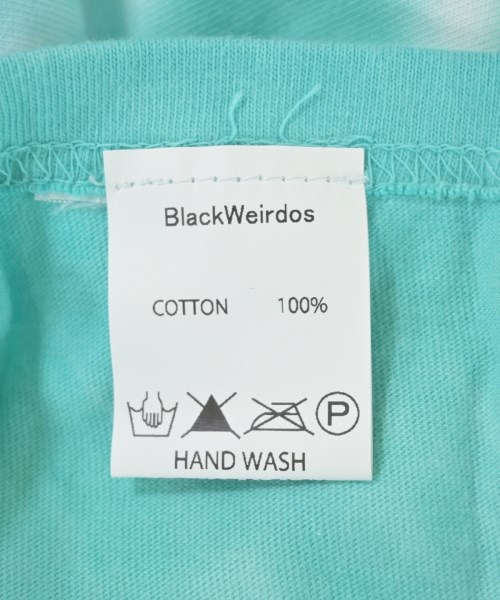 BlackWeirdos
COTTON 100%
P
HAND WASH